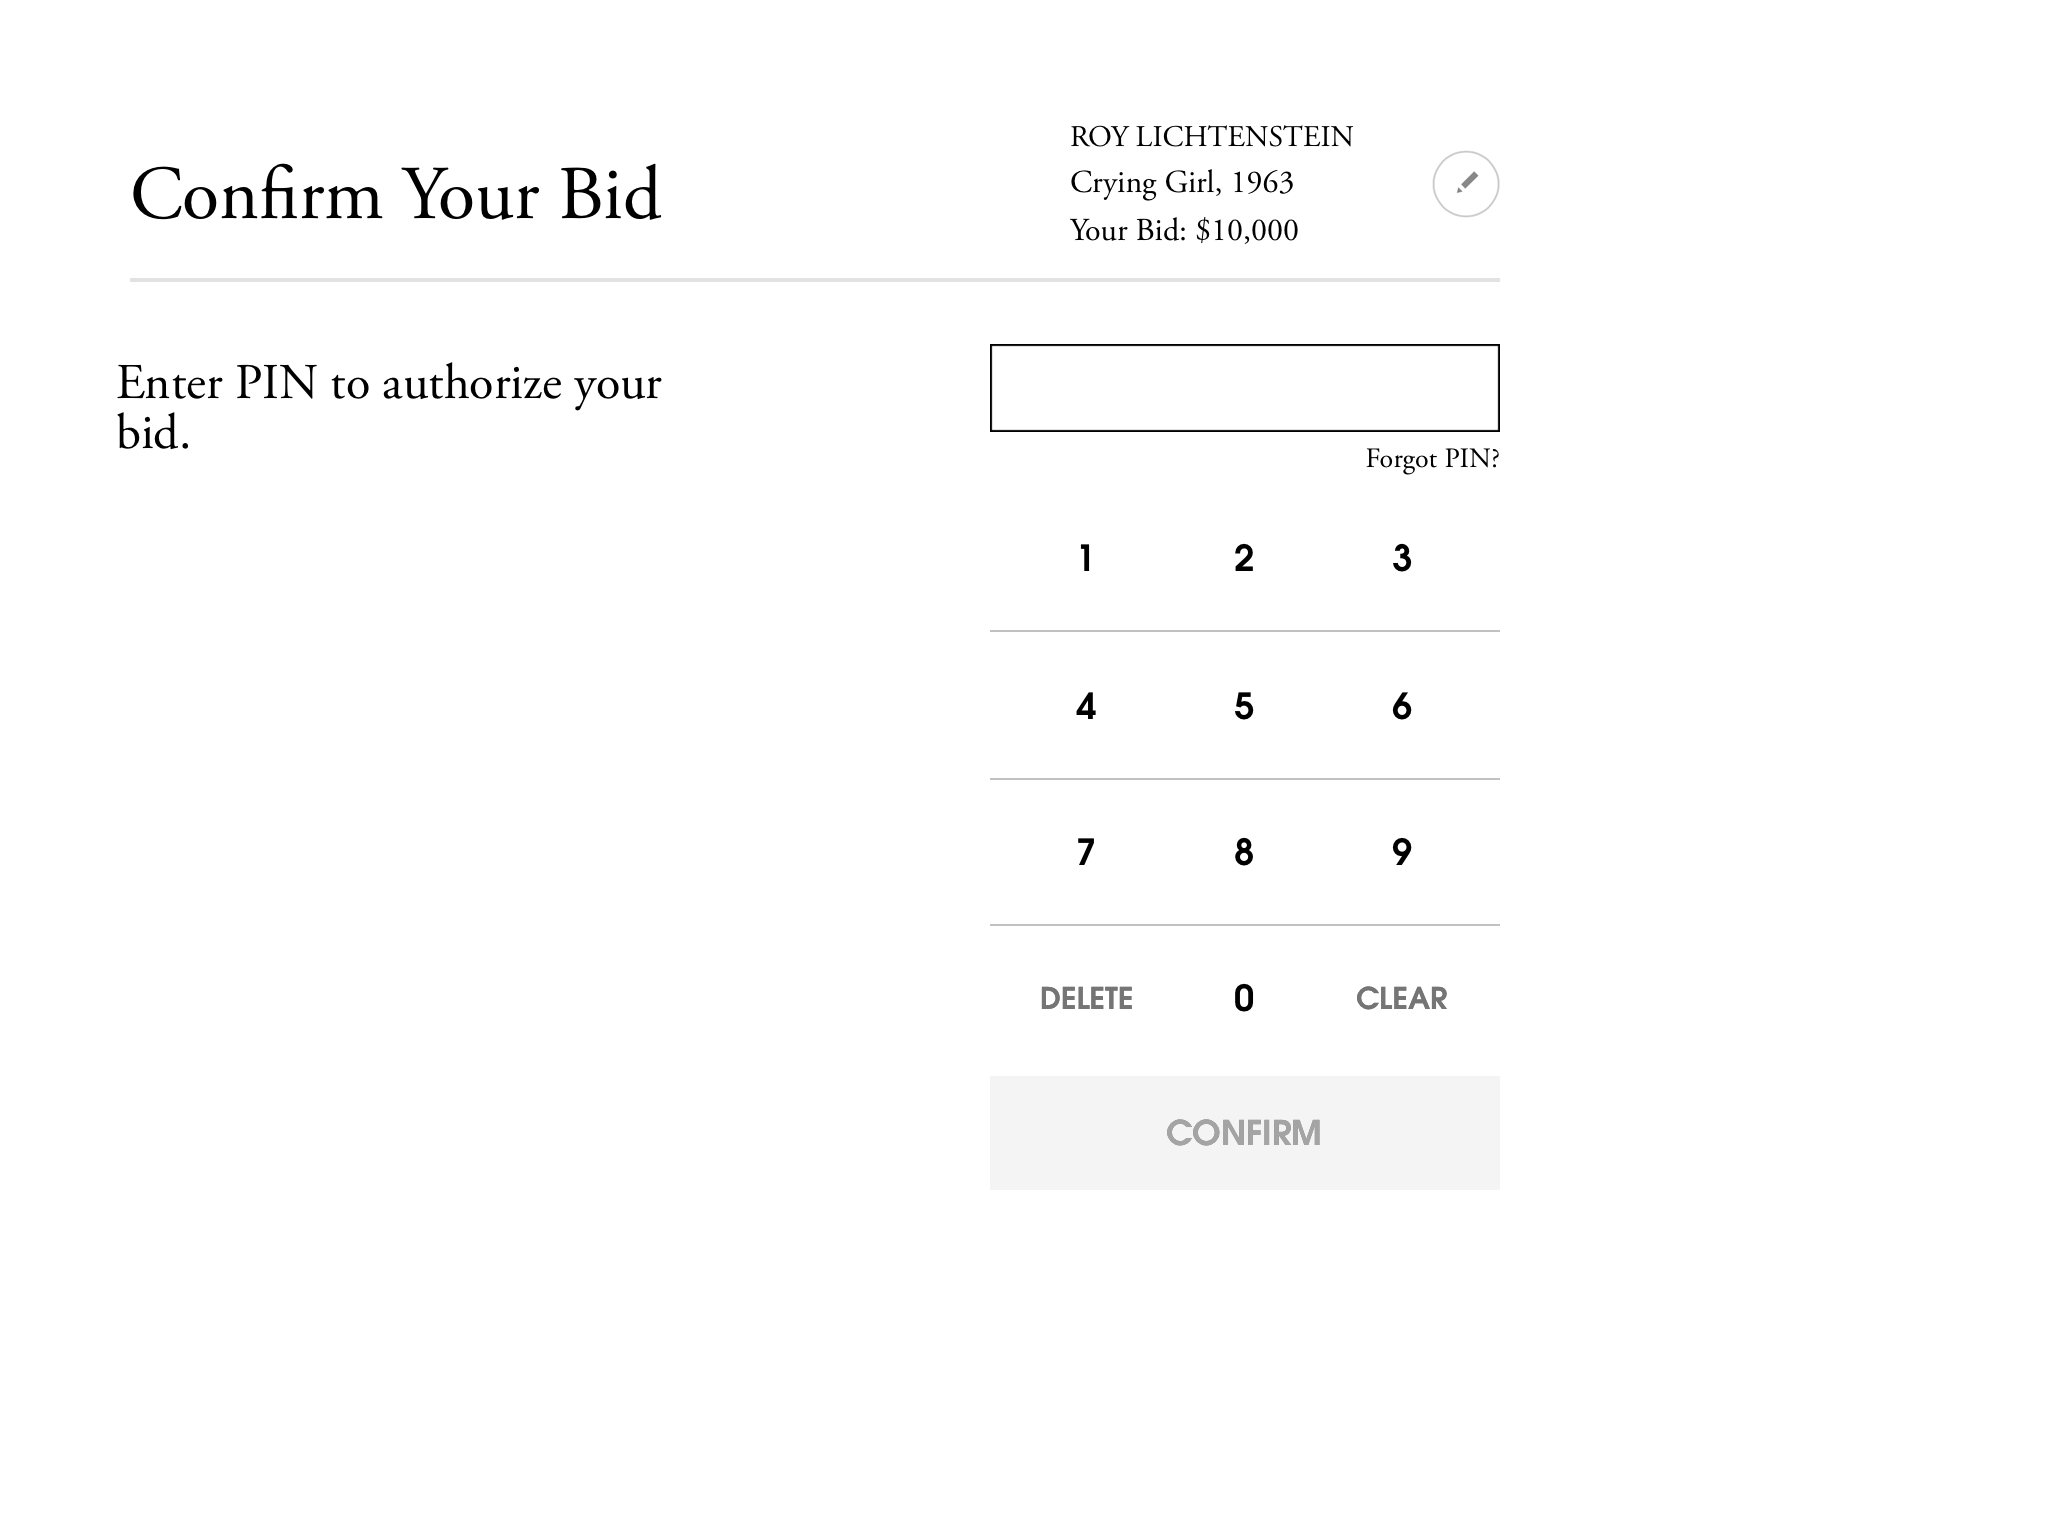 Confirm Your Bid
ROY LICHTENSTEIN
Crying Girl, 1963
Your Bid: $10,000
Enter PIN to authorize your
bid.
Forgot PIN?
1 2 3
4 5 6
7 8 9
DELETE 0 CLEAR
CONFIRM